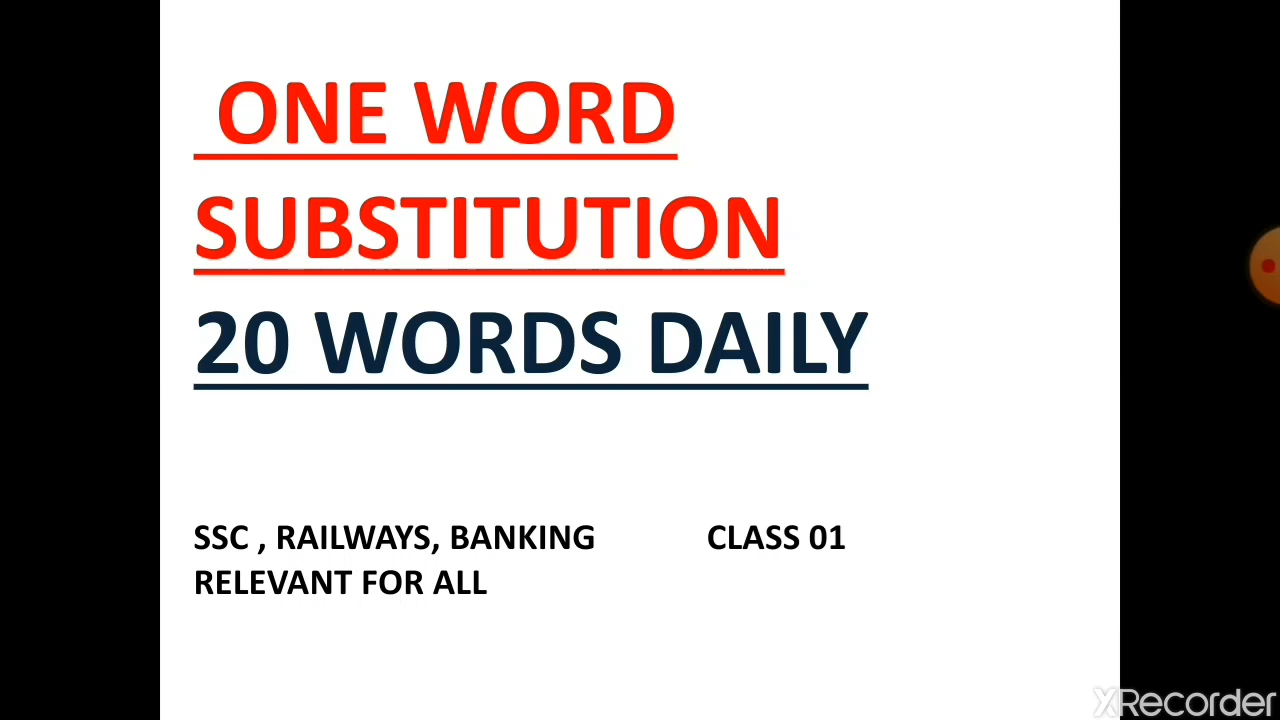 ONE WORD
SUBSTITUTION
20 WORDS DAILY
SSC , RAILWAYS, BANKING CLASS 01
RELEVANT FOR ALL
XRecorder